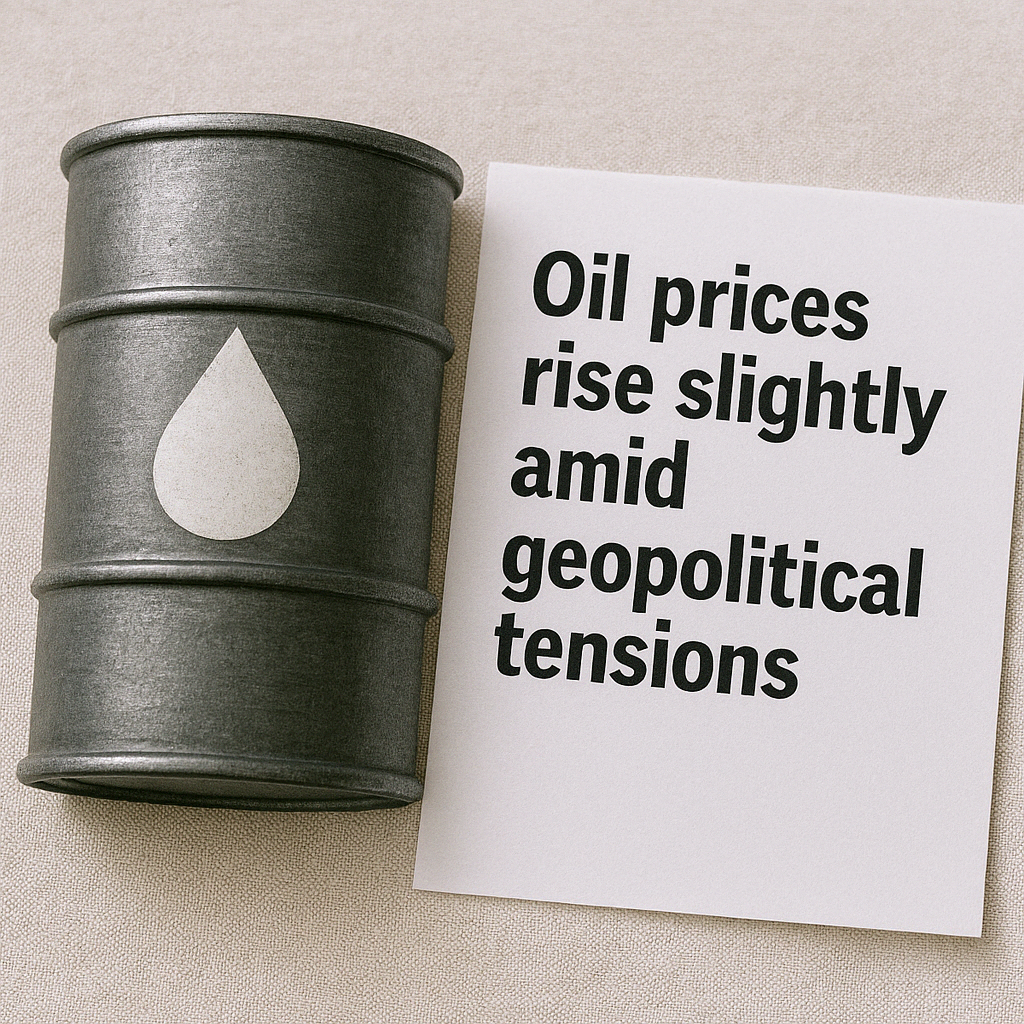 Oil prices
rise slightly
amid
geopolitical
tensions